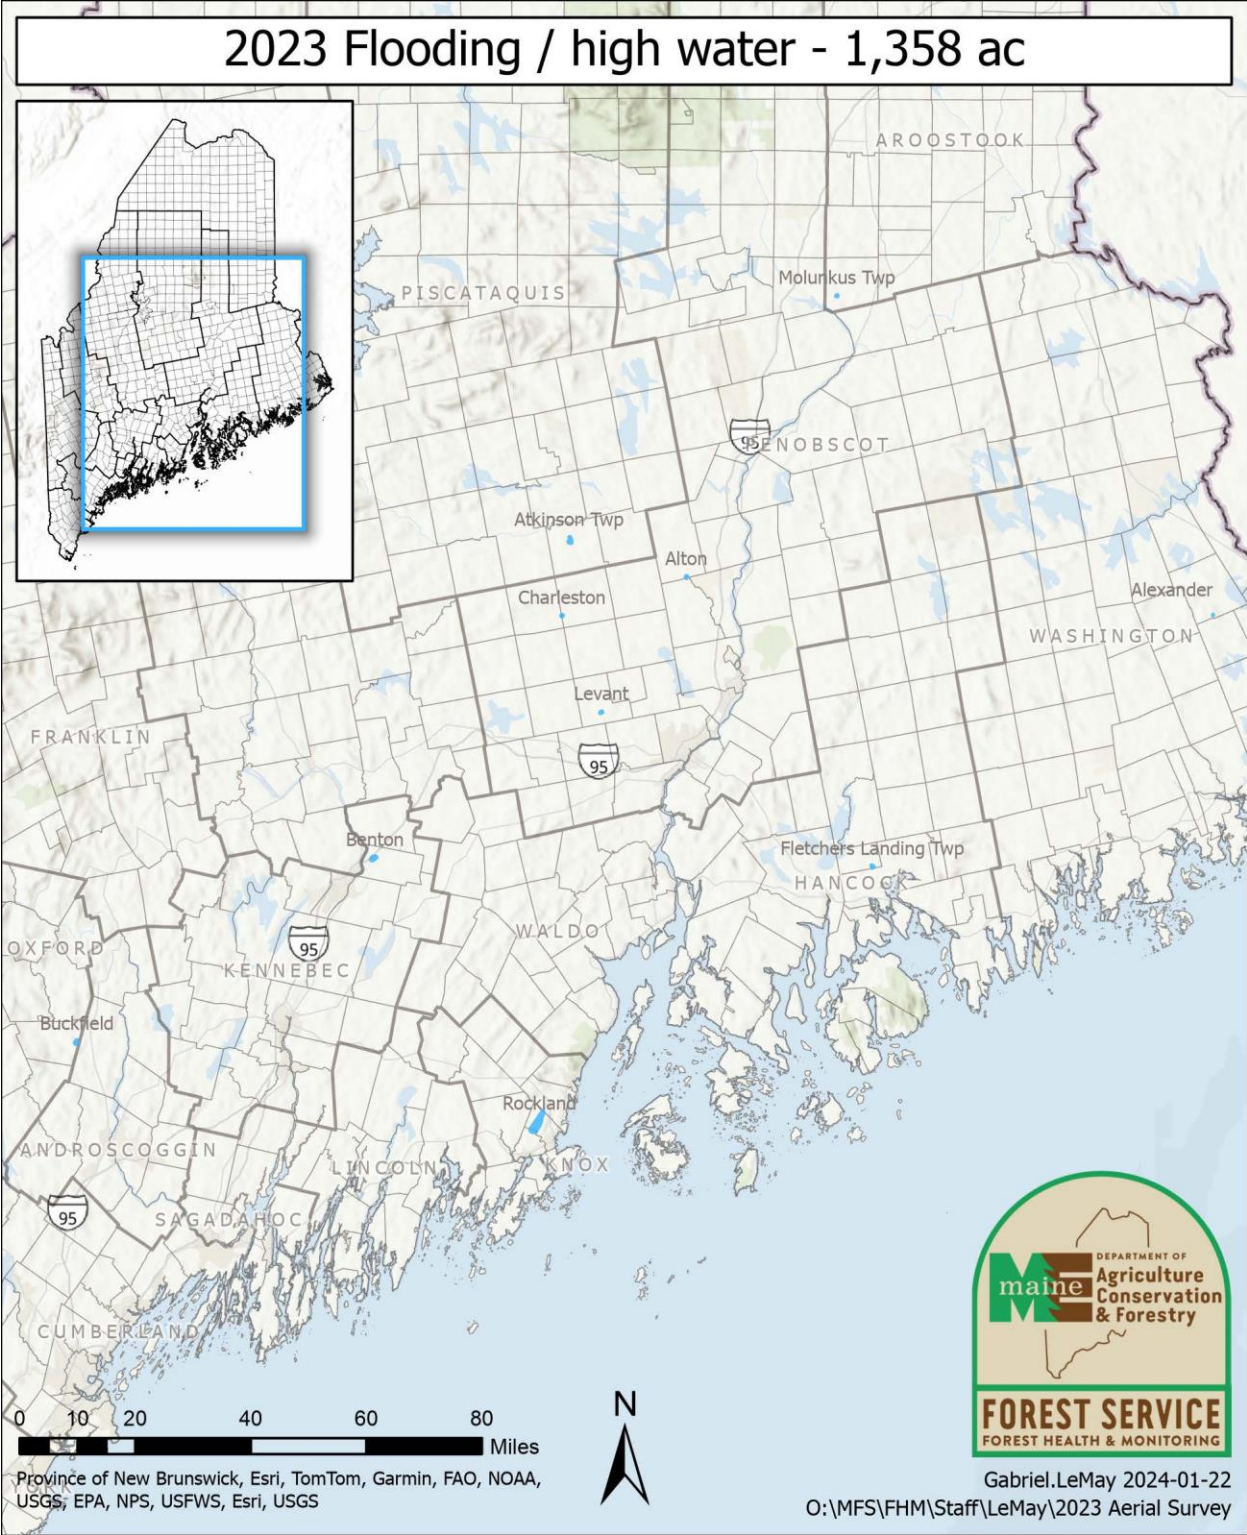 2023 Flooding / high water - 1,358 ac
AROOSTOOK
Molunkus Twp
PISCATAQUIS
95
PENOBSCOT
Atkinson Twp
Alton
Charleston
Alexander
WASHINGTON
Levant
FRANKLIN
95
Benton
Fletchers Landing Twp
HANCOCK
OXFORD
WALDO
95
KENNEBEC
Buckfield
Rockland
ANDROSCOGGIN
LINCOLN
KNOX
95
SAGADAHOC
CUMBERLAND
YORK
0 10 20 40 60 80
Miles
N
Province of New Brunswick, Esri, TomTom, Garmin, FAO, NOAA,
USGS, EPA, NPS, USFWS, Esri, USGS
ME
maine
DEPARTMENT OF
Agriculture
Conservation
& Forestry
FOREST SERVICE
FOREST HEALTH & MONITORING
Gabriel.LeMay 2024-01-22
O:\MFS\FHM\Staff\LeMay\2023 Aerial Survey